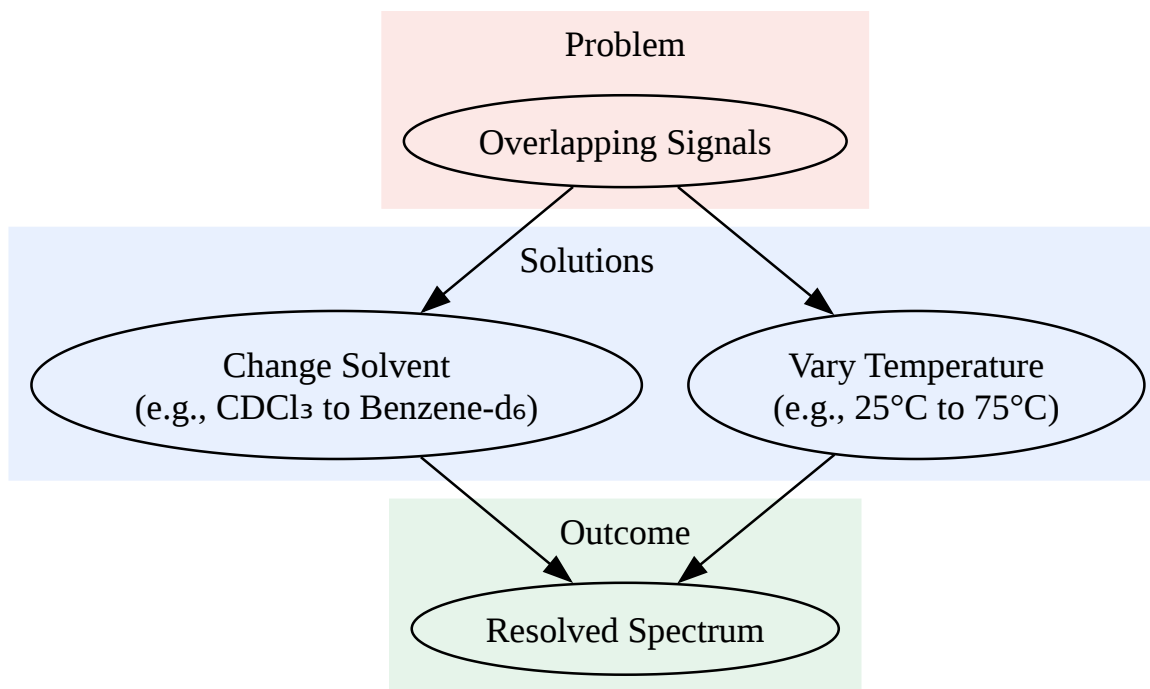 Problem
Overlapping Signals
Solutions
Change Solvent
(e.g., CDCl₃ to Benzene-d₆)
Vary Temperature
(e.g., 25°C to 75°C)
Outcome
Resolved Spectrum